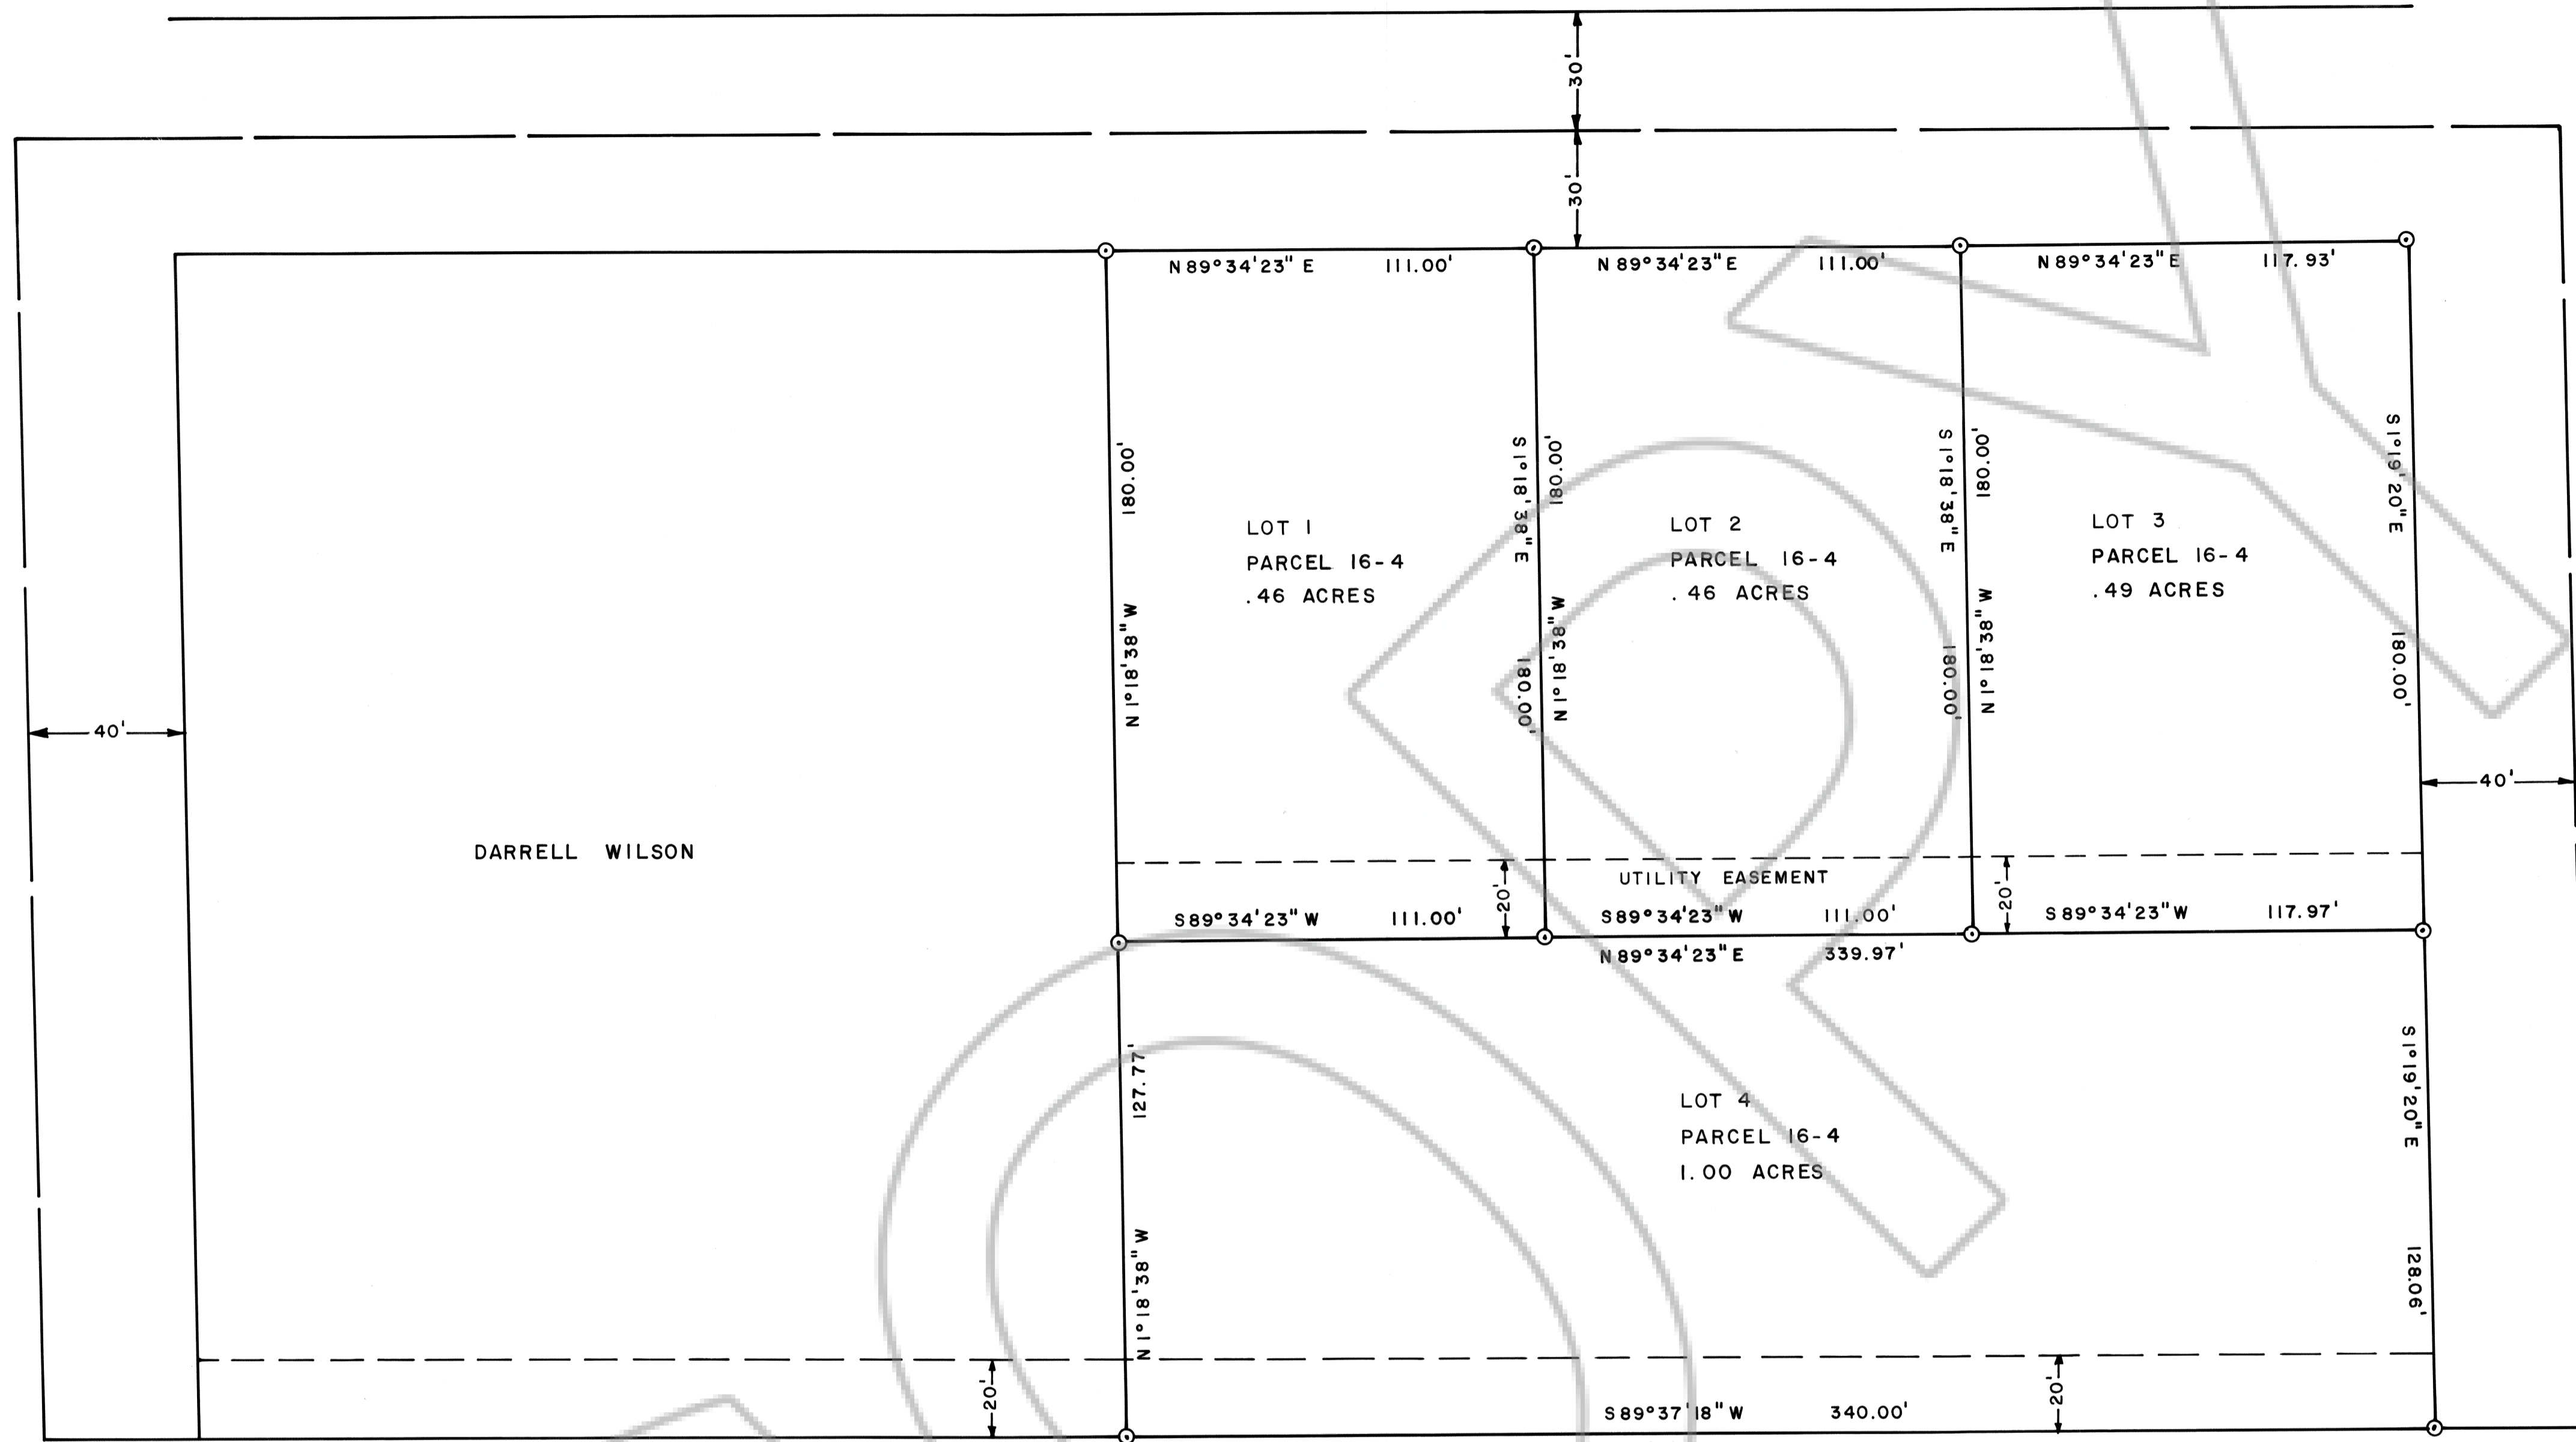 30'
30'
N 89°34'23" E 111.00'
N 89°34'23" E 111.00'
N 89°34'23" E 117.93'
180.00'
N 1°18'38" W
S 1°18'38" E
180.00'
180.00'
N 1°18'38" W
S 1°18'38" E
180.00'
180.00'
N 1°18'38" W
S 1°19'20" E
180.00'
LOT 1
PARCEL 16-4
.46 ACRES
LOT 2
PARCEL 16-4
.46 ACRES
LOT 3
PARCEL 16-4
.49 ACRES
40'
40'
DARRELL WILSON
UTILITY EASEMENT
20'
20'
S 89°34'23" W 111.00'
S 89°34'23" W 111.00'
S 89°34'23" W 117.97'
N 89°34'23" E 339.97'
127.77'
N 1°18'38" W
S 1°19'20" E
128.06'
LOT 4
PARCEL 16-4
1.00 ACRES
20'
20'
S 89°37'18" W 340.00'